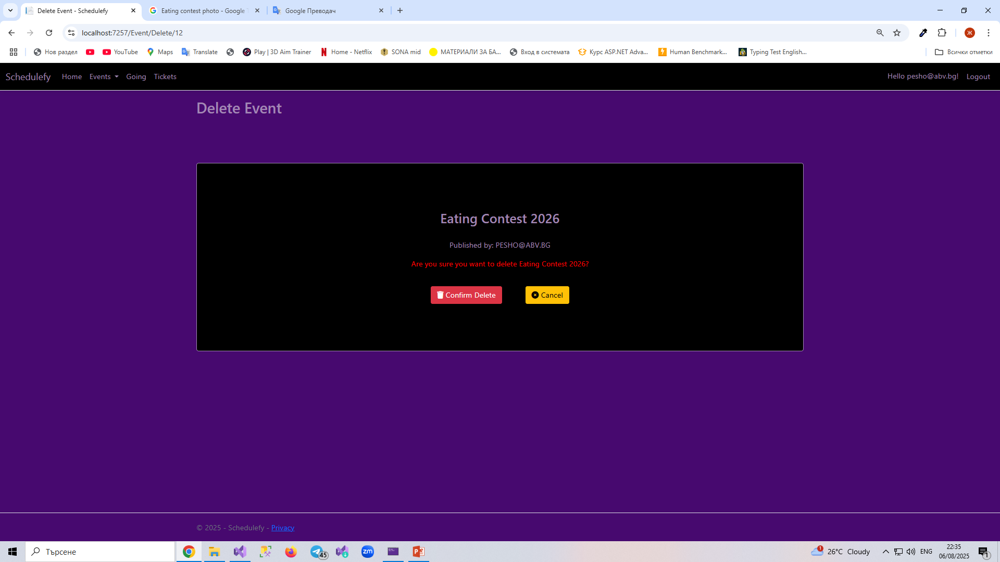 Delete Event - Schedulefy
Eating contest photo - Google
Google Преводач
localhost:7257/Event/Delete/12
Ж
Нов раздел
YouTube
Maps
Translate
Play | 3D Aim Trainer
Home - Netflix
SONA mid
МАТЕРИАЛИ ЗА БА...
Вход в системата
Курс ASP.NET Adva...
Human Benchmark...
Typing Test English...
Всички отметки
Schedulefy
Home
Events
Going
Tickets
Hello pesho@abv.bg!
Logout
Delete Event
Eating Contest 2026
Published by: PESHO@ABV.BG
Are you sure you want to delete Eating Contest 2026?
Confirm Delete
Cancel
© 2025 - Schedulefy - Privacy
Търсене
45
zm
1
26°C Cloudy
ENG
22:35
06/08/2025
1